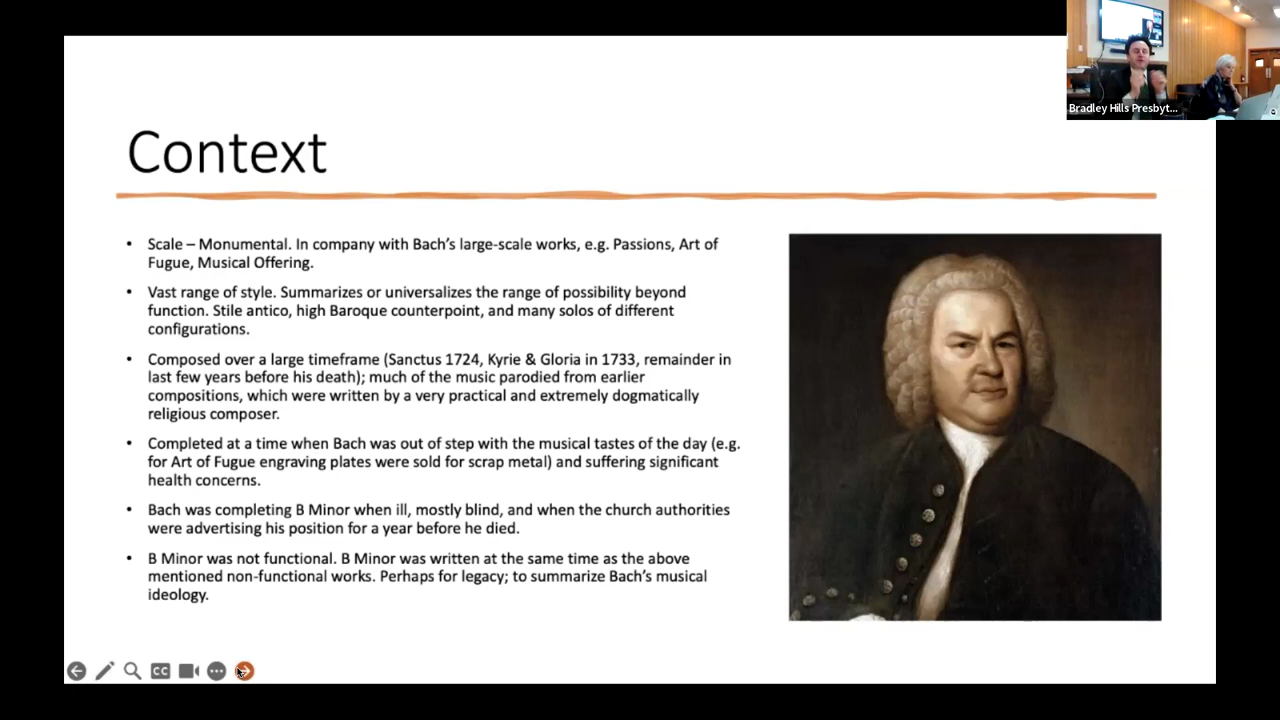 Bradley Hills Presbyt...
Context
• Scale – Monumental. In company with Bach's large-scale works, e.g. Passions, Art of
Fugue, Musical Offering.
• Vast range of style. Summarizes or universalizes the range of possibility beyond
function. Stile antico, high Baroque counterpoint, and many solos of different
configurations.
• Composed over a large timeframe (Sanctus 1724, Kyrie & Gloria in 1733, remainder in
last few years before his death); much of the music parodied from earlier
compositions, which were written by a very practical and extremely dogmatically
religious composer.
• Completed at a time when Bach was out of step with the musical tastes of the day (e.g.
for Art of Fugue engraving plates were sold for scrap metal) and suffering significant
health concerns.
• Bach was completing B Minor when ill, mostly blind, and when the church authorities
were advertising his position for a year before he died.
• B Minor was not functional. B Minor was written at the same time as the above
mentioned non-functional works. Perhaps for legacy; to summarize Bach's musical
ideology.
CC